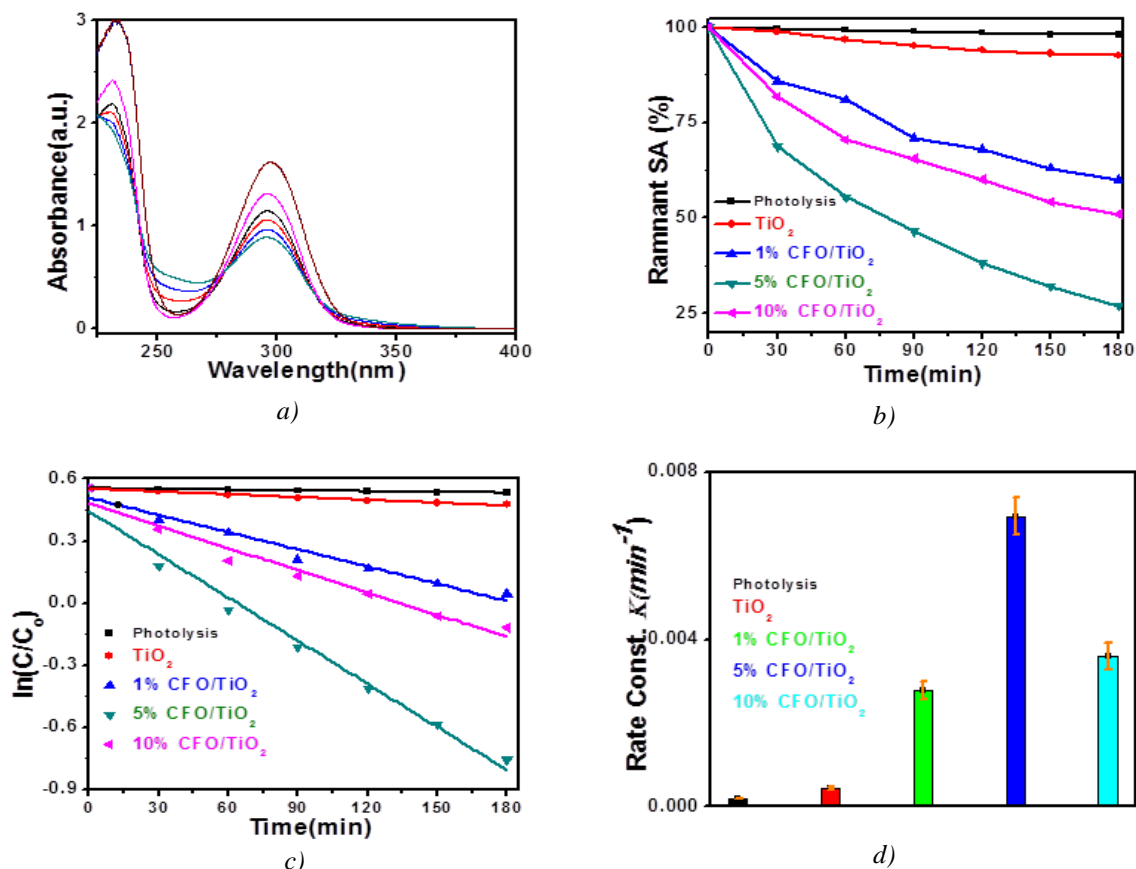 3
2
1
0
Absorbance(a.u.)
250
300
350
400
Wavelength(nm)
a)
100
75
50
25
Ramnant SA (%)
Photolysis
TiO2
1% CFO/TiO2
5% CFO/TiO2
10% CFO/TiO2
0 30 60 90 120 150 180
Time(min)
b)
0.6
0.3
0.0
-0.3
-0.6
-0.9
ln(C/Co)
Photolysis
TiO2
1% CFO/TiO2
5% CFO/TiO2
10% CFO/TiO2
0 30 60 90 120 150 180
Time(min)
c)
0.008
0.004
0.000
Rate Const. K(min-1)
Photolysis
TiO2
1% CFO/TiO2
5% CFO/TiO2
10% CFO/TiO2
d)